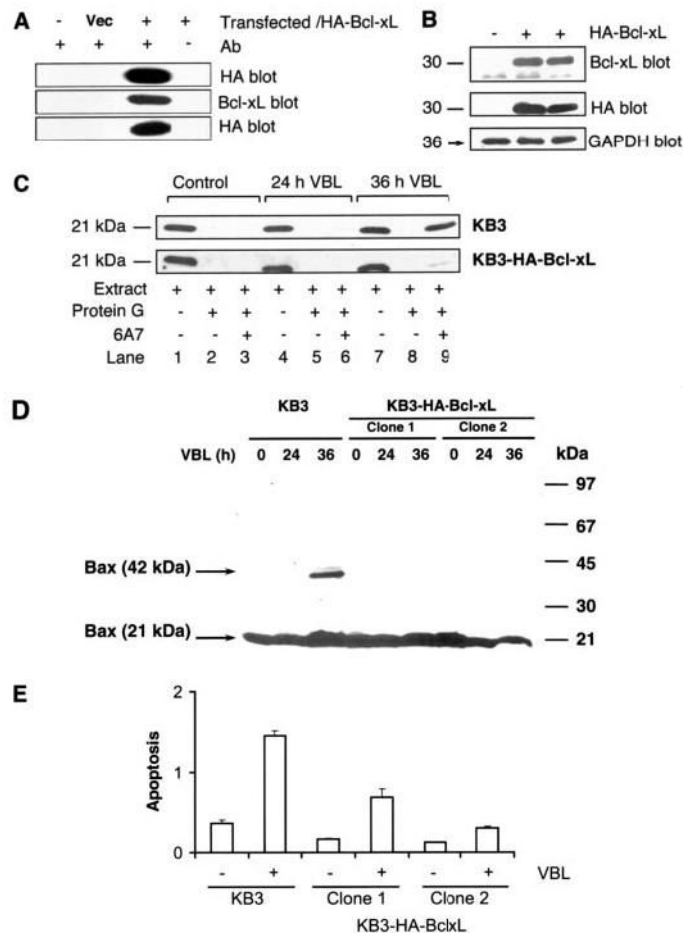 A
- Vec + + Transfected /HA-Bcl-xL
+ + + - Ab
HA blot
Bcl-xL blot
HA blot
B
- + + HA-Bcl-xL
30 — Bcl-xL blot
30 — HA blot
36 → GAPDH blot
C
Control 24 h VBL 36 h VBL
21 kDa — KB3
21 kDa — KB3-HA-Bcl-xL
Extract + + + + + + + + +
Protein G - + + - + + - + +
6A7 - - + - - + - - +
Lane 1 2 3 4 5 6 7 8 9
D
KB3 KB3-HA-Bcl-xL
Clone 1 Clone 2
VBL (h) 0 24 36 0 24 36 0 24 36 kDa
— 97
— 67
— 45
Bax (42 kDa) →
— 30
Bax (21 kDa) → — 21
E
2
1
0
Apoptosis
- + - + - + VBL
KB3 Clone 1 Clone 2
KB3-HA-BclxL